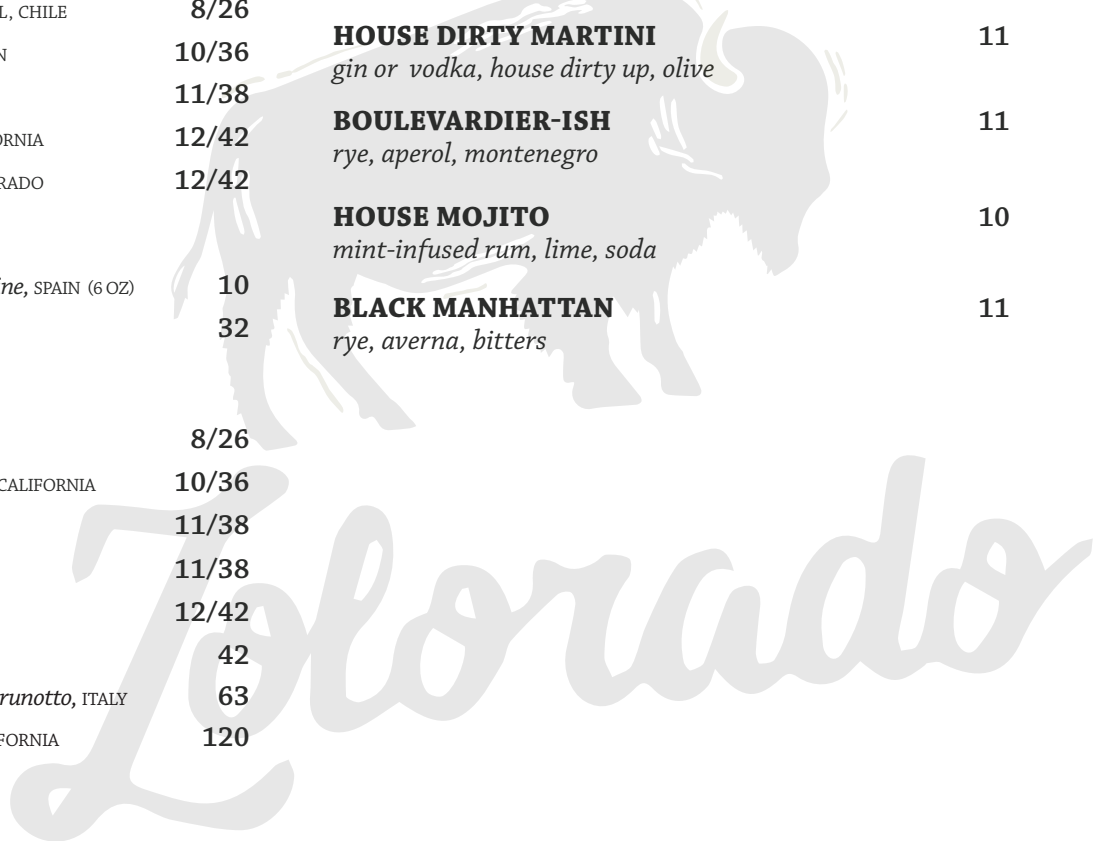 L, CHILE 8/26
N 10/36
11/38
ORNIA 12/42
RADO 12/42
ine, SPAIN (6 OZ) 10
32
8/26
CALIFORNIA 10/36
11/38
11/38
12/42
42
runotto, ITALY 63
FORNIA 120
HOUSE DIRTY MARTINI 11
gin or vodka, house dirty up, olive
BOULEVARDIER-ISH 11
rye, aperol, montenegro
HOUSE MOJITO 10
mint-infused rum, lime, soda
BLACK MANHATTAN 11
rye, averna, bitters
Zolorado